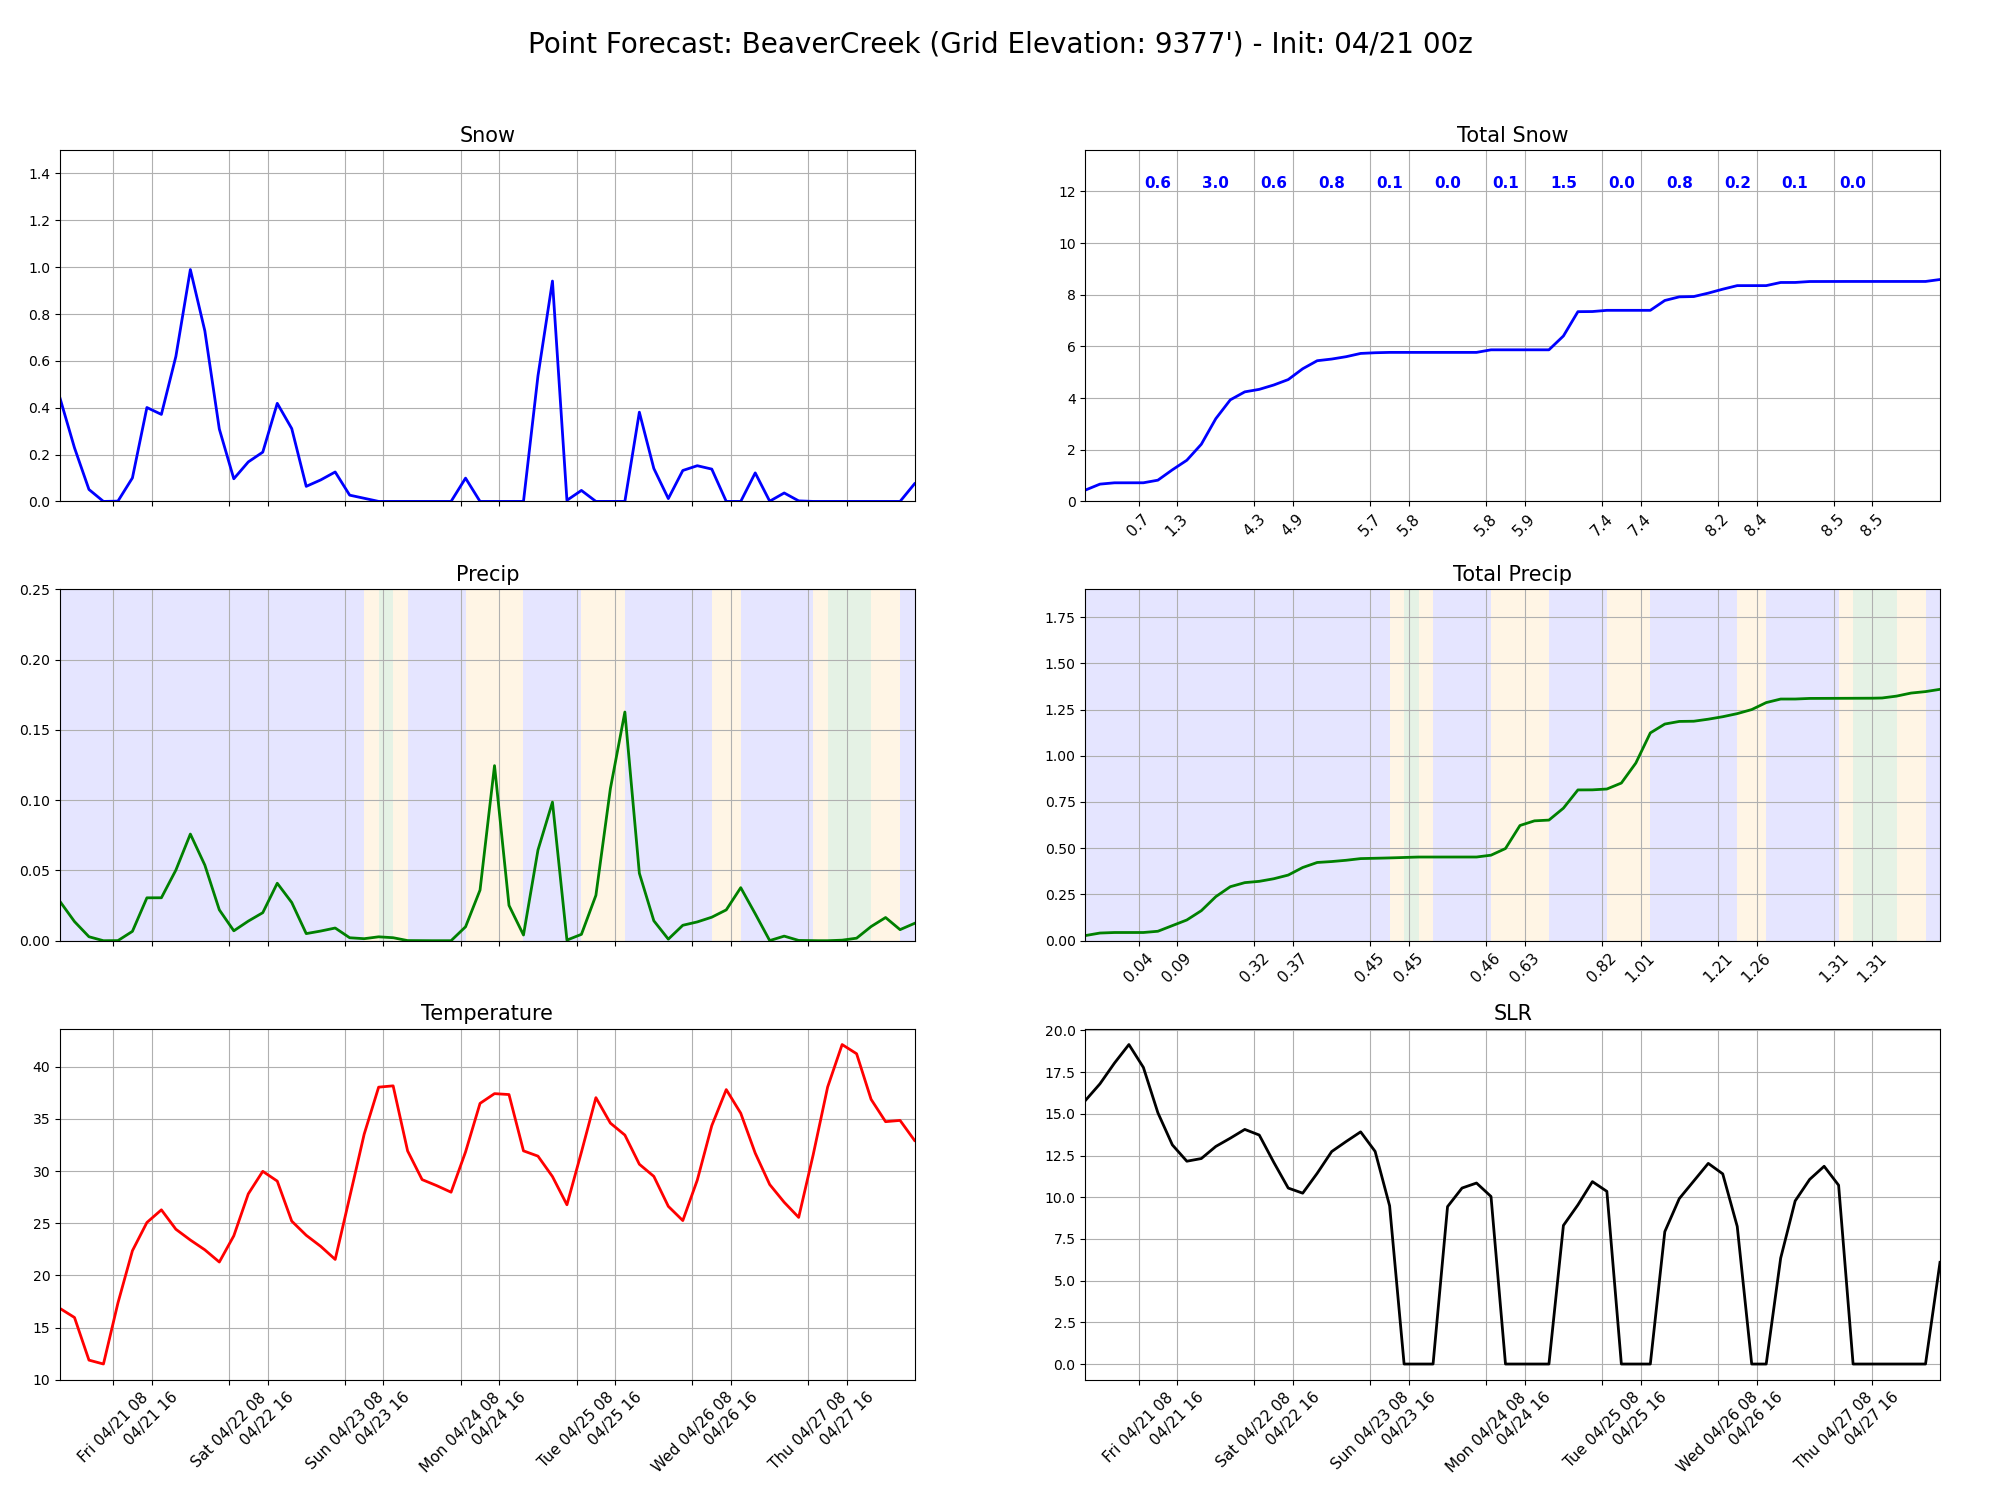 Point Forecast: BeaverCreek (Grid Elevation: 9377') - Init: 04/21 00z
Snow
1.4
1.2
1.0
0.8
0.6
0.4
0.2
0.0
Total Snow
0.6 3.0 0.6 0.8 0.1 0.0 0.1 1.5 0.0 0.8 0.2 0.1 0.0
12
10
8
6
4
2
0
0.7 1.3 4.3 4.9 5.7 5.8 5.8 5.9 7.4 7.4 8.2 8.4 8.5 8.5
Precip
0.25
0.20
0.15
0.10
0.05
0.00
Total Precip
1.75
1.50
1.25
1.00
0.75
0.50
0.25
0.00
0.04 0.09 0.32 0.37 0.45 0.45 0.46 0.63 0.82 1.01 1.21 1.26 1.31 1.31
Temperature
40
35
30
25
20
15
10
Fri 04/21 08
04/21 16
Sat 04/22 08
04/22 16
Sun 04/23 08
04/23 16
Mon 04/24 08
04/24 16
Tue 04/25 08
04/25 16
Wed 04/26 08
04/26 16
Thu 04/27 08
04/27 16
SLR
20.0
17.5
15.0
12.5
10.0
7.5
5.0
2.5
0.0
Fri 04/21 08
04/21 16
Sat 04/22 08
04/22 16
Sun 04/23 08
04/23 16
Mon 04/24 08
04/24 16
Tue 04/25 08
04/25 16
Wed 04/26 08
04/26 16
Thu 04/27 08
04/27 16